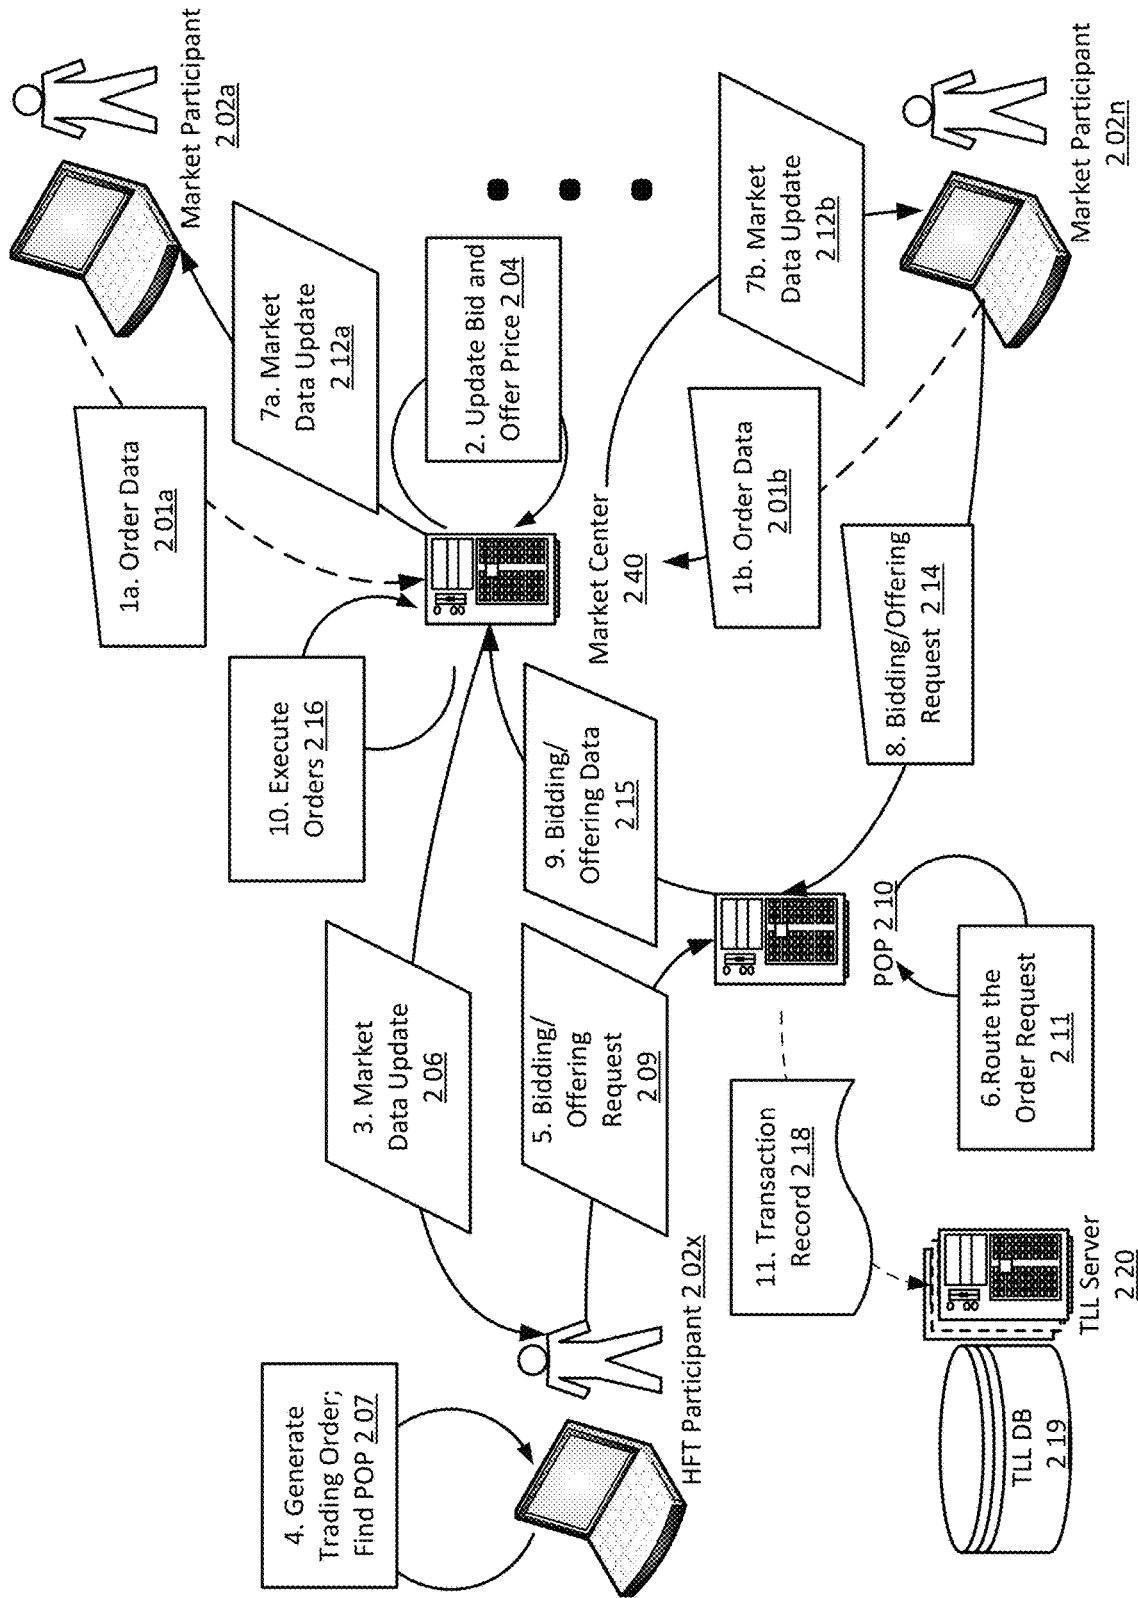 4. Generate
Trading Order;
Find POP 2 07
HFT Participant 2 02x
3. Market
Data Update
2 06
5. Bidding/
Offering
Request
2 09
10. Execute
Orders 2 16
1a. Order Data
2 01a
7a. Market
Data Update
2 12a
Market Participant
2 02a
2. Update Bid and
Offer Price 2 04
Market Center
2 40
9. Bidding/
Offering Data
2 15
1b. Order Data
2 01b
7b. Market
Data Update
2 12b
Market Participant
2 02n
8. Bidding/Offering
Request 2 14
POP 2 10
6.Route the
Order Request
2 11
11. Transaction
Record 2 18
TLL Server
2 20
TLL DB
2 19